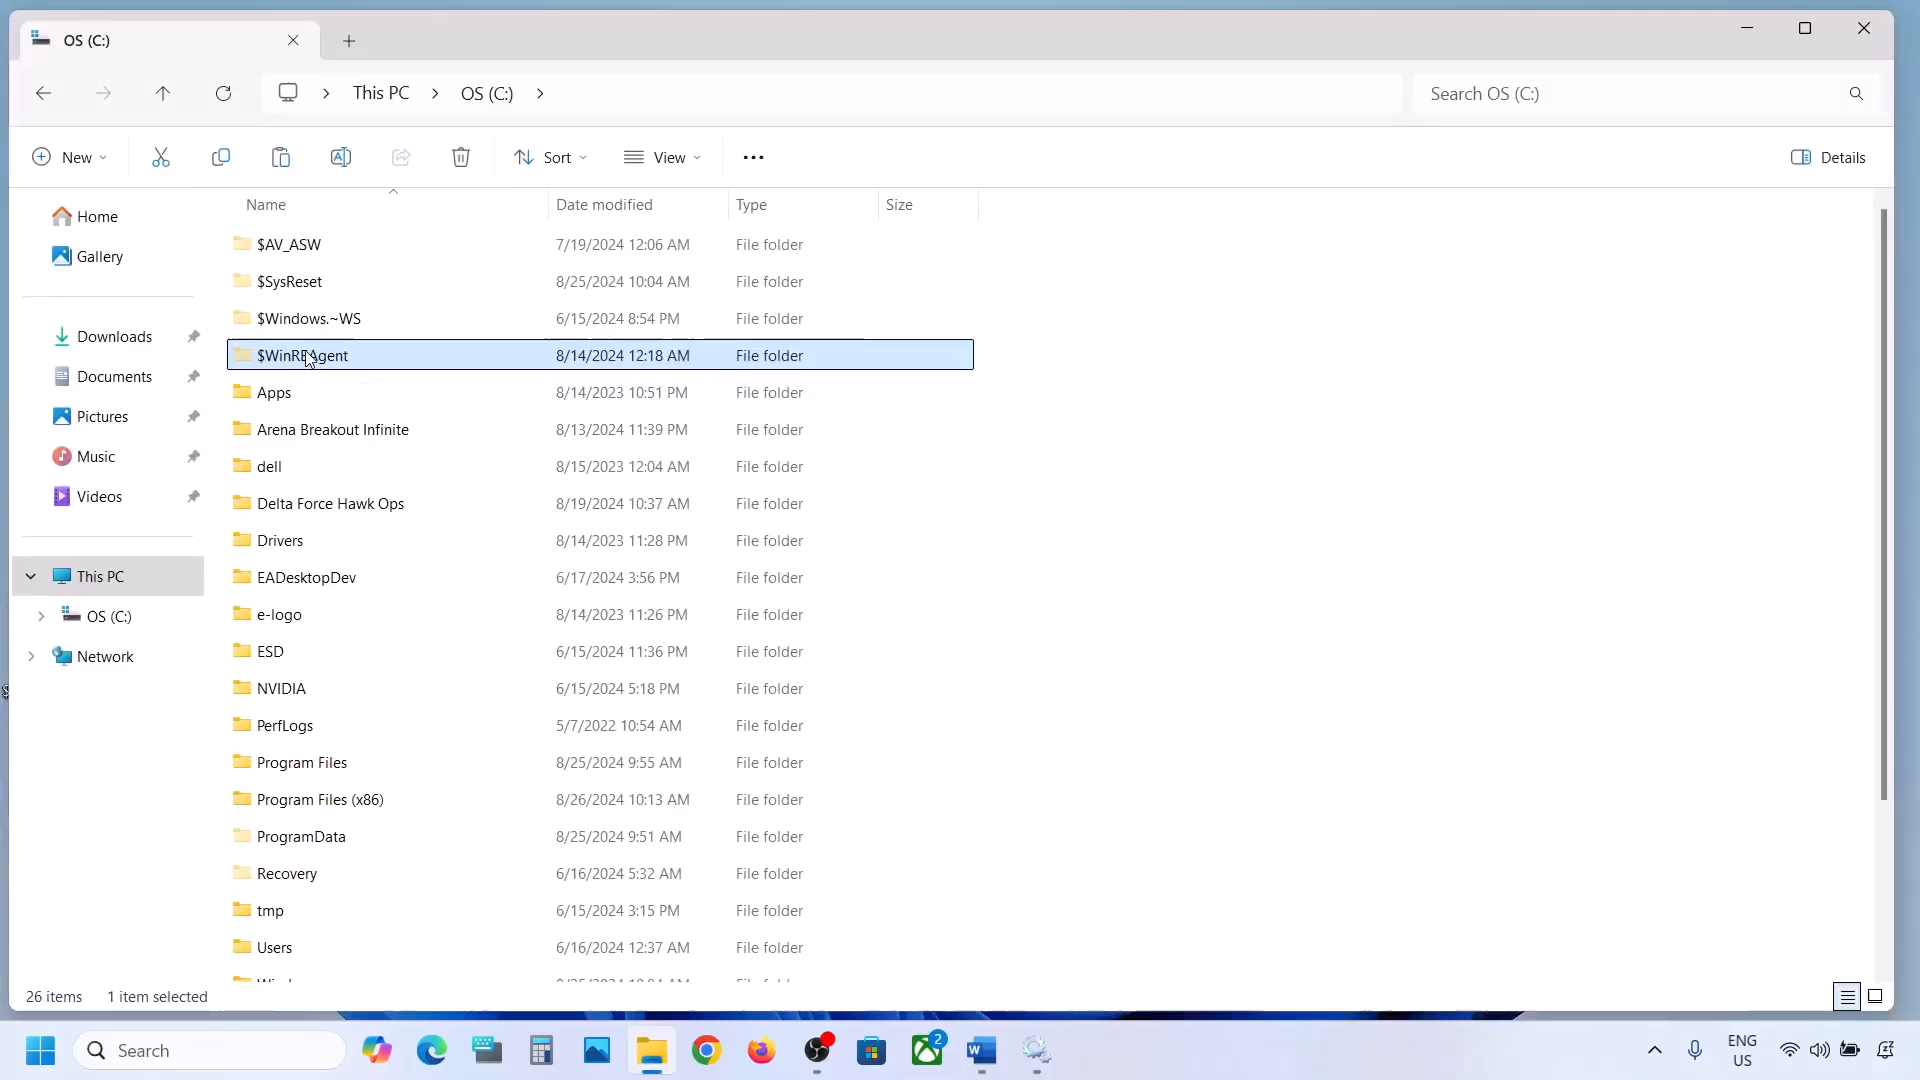 OS (C:)
This PC
OS (C:)
Search OS (C:)
New
Sort
View
Details
Name
Date modified
Type
Size
Home
Gallery
Downloads
Documents
Pictures
Music
Videos
This PC
OS (C:)
Network
$AV_ASW 7/19/2024 12:06 AM File folder
$SysReset 8/25/2024 10:04 AM File folder
$Windows.~WS 6/15/2024 8:54 PM File folder
$WinREAgent 8/14/2024 12:18 AM File folder
Apps 8/14/2023 10:51 PM File folder
Arena Breakout Infinite 8/13/2024 11:39 PM File folder
dell 8/15/2023 12:04 AM File folder
Delta Force Hawk Ops 8/19/2024 10:37 AM File folder
Drivers 8/14/2023 11:28 PM File folder
EADesktopDev 6/17/2024 3:56 PM File folder
e-logo 8/14/2023 11:26 PM File folder
ESD 6/15/2024 11:36 PM File folder
NVIDIA 6/15/2024 5:18 PM File folder
PerfLogs 5/7/2022 10:54 AM File folder
Program Files 8/25/2024 9:55 AM File folder
Program Files (x86) 8/26/2024 10:13 AM File folder
ProgramData 8/25/2024 9:51 AM File folder
Recovery 6/16/2024 5:32 AM File folder
tmp 6/15/2024 3:15 PM File folder
Users 6/16/2024 12:37 AM File folder
26 items 1 item selected
Search
2
ENG
US